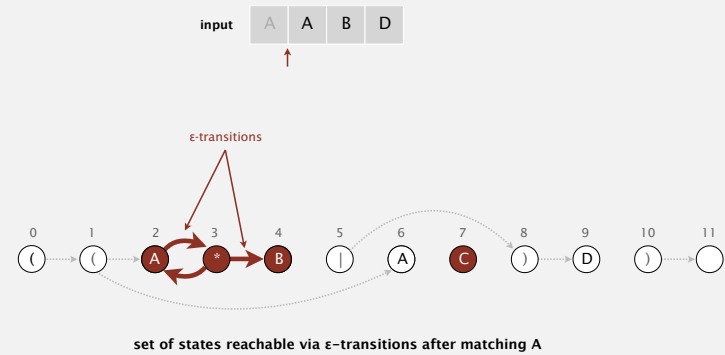 input A A B D
ε-transitions
0 1 2 3 4 5 6 7 8 9 10 11
( ( A * B | A C ) D )
set of states reachable via ε-transitions after matching A